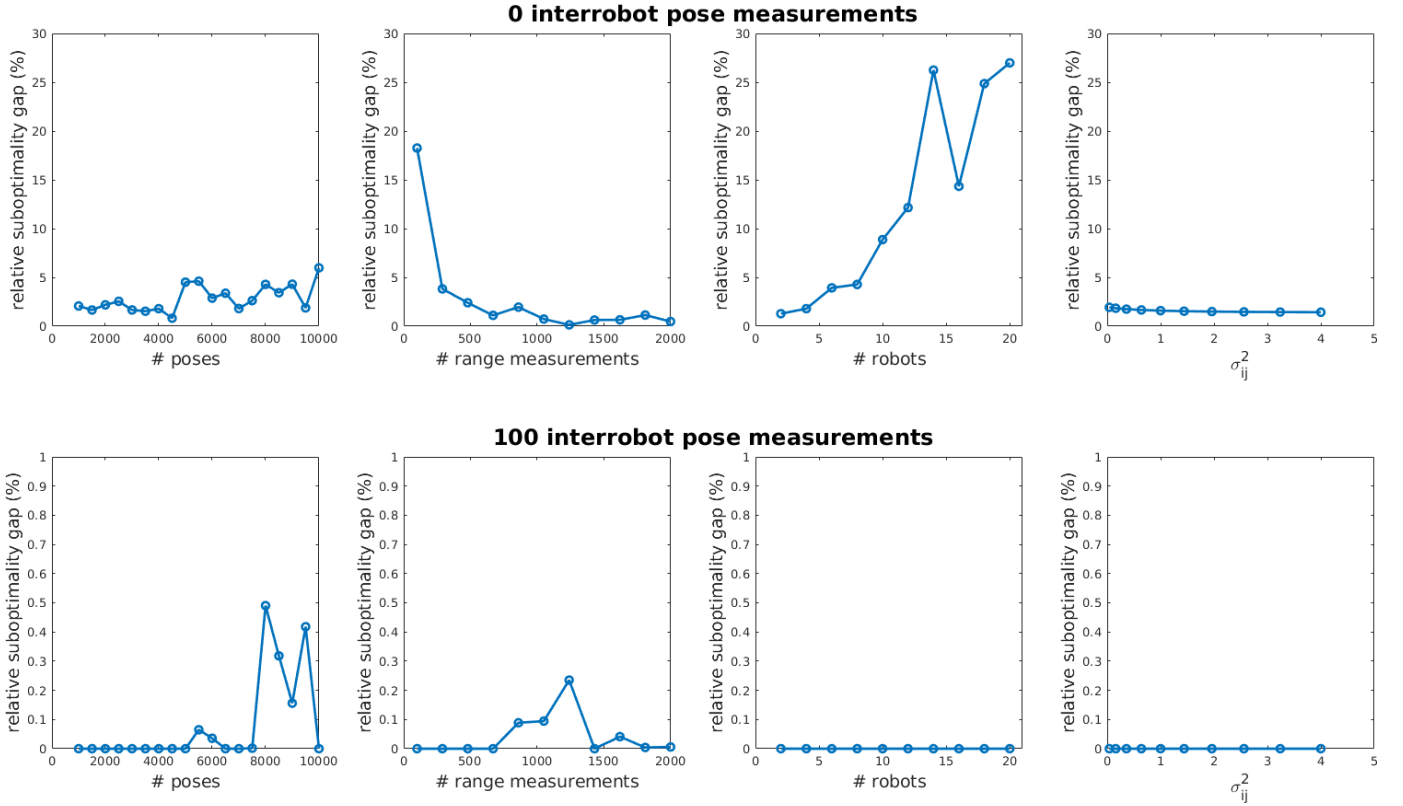 0 interrobot pose measurements
relative suboptimality gap (%)
30
25
20
15
10
5
0
0 2000 4000 6000 8000 10000
# poses
relative suboptimality gap (%)
30
25
20
15
10
5
0
0 500 1000 1500 2000
# range measurements
relative suboptimality gap (%)
30
25
20
15
10
5
0
0 5 10 15 20
# robots
relative suboptimality gap (%)
30
25
20
15
10
5
0
0 1 2 3 4 5
σ²ij
100 interrobot pose measurements
relative suboptimality gap (%)
1
0.9
0.8
0.7
0.6
0.5
0.4
0.3
0.2
0.1
0
0 2000 4000 6000 8000 10000
# poses
relative suboptimality gap (%)
1
0.9
0.8
0.7
0.6
0.5
0.4
0.3
0.2
0.1
0
0 500 1000 1500 2000
# range measurements
relative suboptimality gap (%)
1
0.9
0.8
0.7
0.6
0.5
0.4
0.3
0.2
0.1
0
0 5 10 15 20
# robots
relative suboptimality gap (%)
1
0.9
0.8
0.7
0.6
0.5
0.4
0.3
0.2
0.1
0
0 1 2 3 4 5
σ²ij